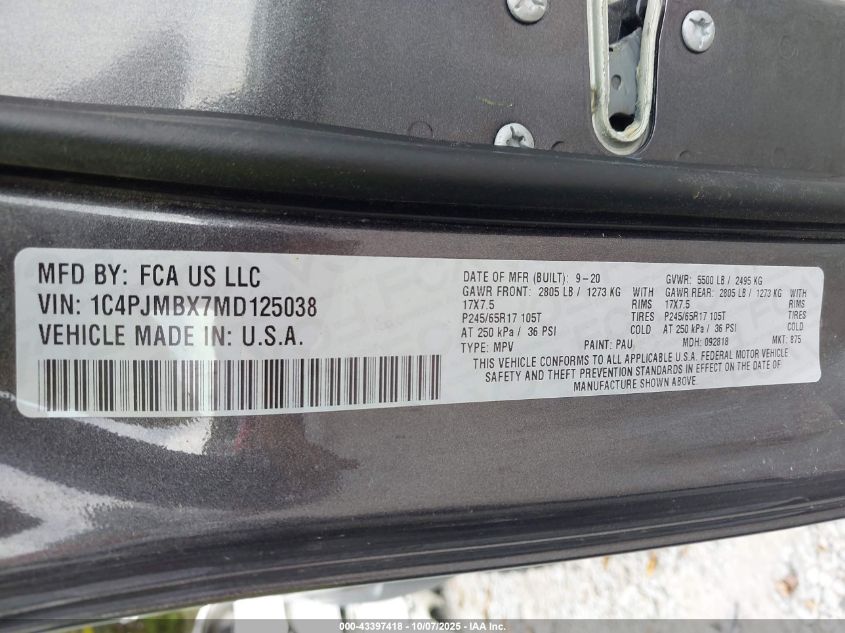 MFD BY: FCA US LLC
VIN: 1C4PJMBX7MD125038
VEHICLE MADE IN: U.S.A.
DATE OF MFR (BUILT): 9-20 GVWR: 5500 LB / 2495 KG
GAWR FRONT: 2805 LB / 1273 KG WITH GAWR REAR: 2805 LB / 1273 KG WITH
17X7.5 RIMS 17X7.5 RIMS
P245/65R17 105T TIRES P245/65R17 105T TIRES
AT 250 kPa / 36 PSI COLD AT 250 kPa / 36 PSI COLD
TYPE: MPV PAINT: PAU MDH: 092818 MKT: 875
THIS VEHICLE CONFORMS TO ALL APPLICABLE U.S.A. FEDERAL MOTOR VEHICLE
SAFETY AND THEFT PREVENTION STANDARDS IN EFFECT ON THE DATE OF
MANUFACTURE SHOWN ABOVE.
000-43397418 - 10/07/2025 - IAA, Inc.